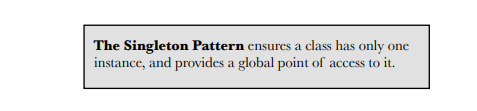 The Singleton Pattern ensures a class has only one
instance, and provides a global point of access to it.